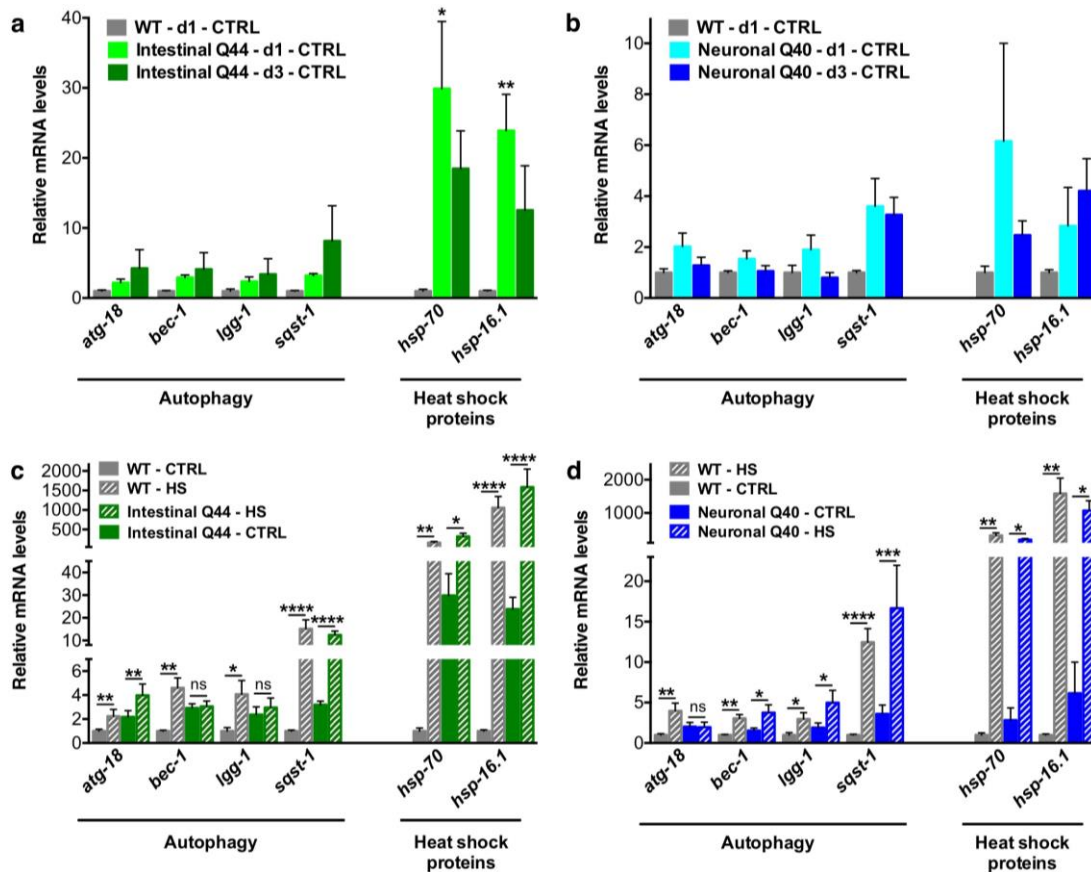 a
Relative mRNA levels
40
30
20
10
0
WT - d1 - CTRL
Intestinal Q44 - d1 - CTRL
Intestinal Q44 - d3 - CTRL
*
**
atg-18
bec-1
lgg-1
sqst-1
hsp-70
hsp-16.1
Autophagy
Heat shock
proteins
b
Relative mRNA levels
10
8
6
4
2
0
WT - d1 - CTRL
Neuronal Q40 - d1 - CTRL
Neuronal Q40 - d3 - CTRL
atg-18
bec-1
lgg-1
sqst-1
hsp-70
hsp-16.1
Autophagy
Heat shock
proteins
c
Relative mRNA levels
2000
1500
1000
500
40
30
20
10
6
4
2
0
WT - CTRL
WT - HS
Intestinal Q44 - HS
Intestinal Q44 - CTRL
**
**
**
ns
*
ns
****
****
**
*
****
****
atg-18
bec-1
lgg-1
sqst-1
hsp-70
hsp-16.1
Autophagy
Heat shock
proteins
d
Relative mRNA levels
2000
1000
20
15
10
5
0
WT - HS
WT - CTRL
Neuronal Q40 - CTRL
Neuronal Q40 - HS
**
ns
**
*
*
*
****
***
**
*
**
*
atg-18
bec-1
lgg-1
sqst-1
hsp-70
hsp-16.1
Autophagy
Heat shock
proteins